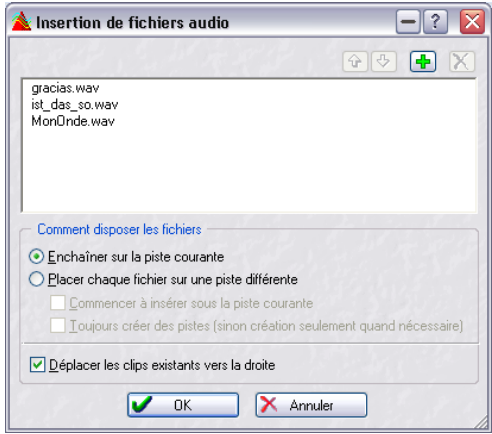 Insertion de fichiers audio
gracias.wav
ist_das_so.wav
MonOnde.wav
Comment disposer les fichiers
Enchaîner sur la piste courante
Placer chaque fichier sur une piste différente
Commencer à insérer sous la piste courante
Toujours créer des pistes (sinon création seulement quand nécessaire)
Déplacer les clips existants vers la droite
OK
Annuler